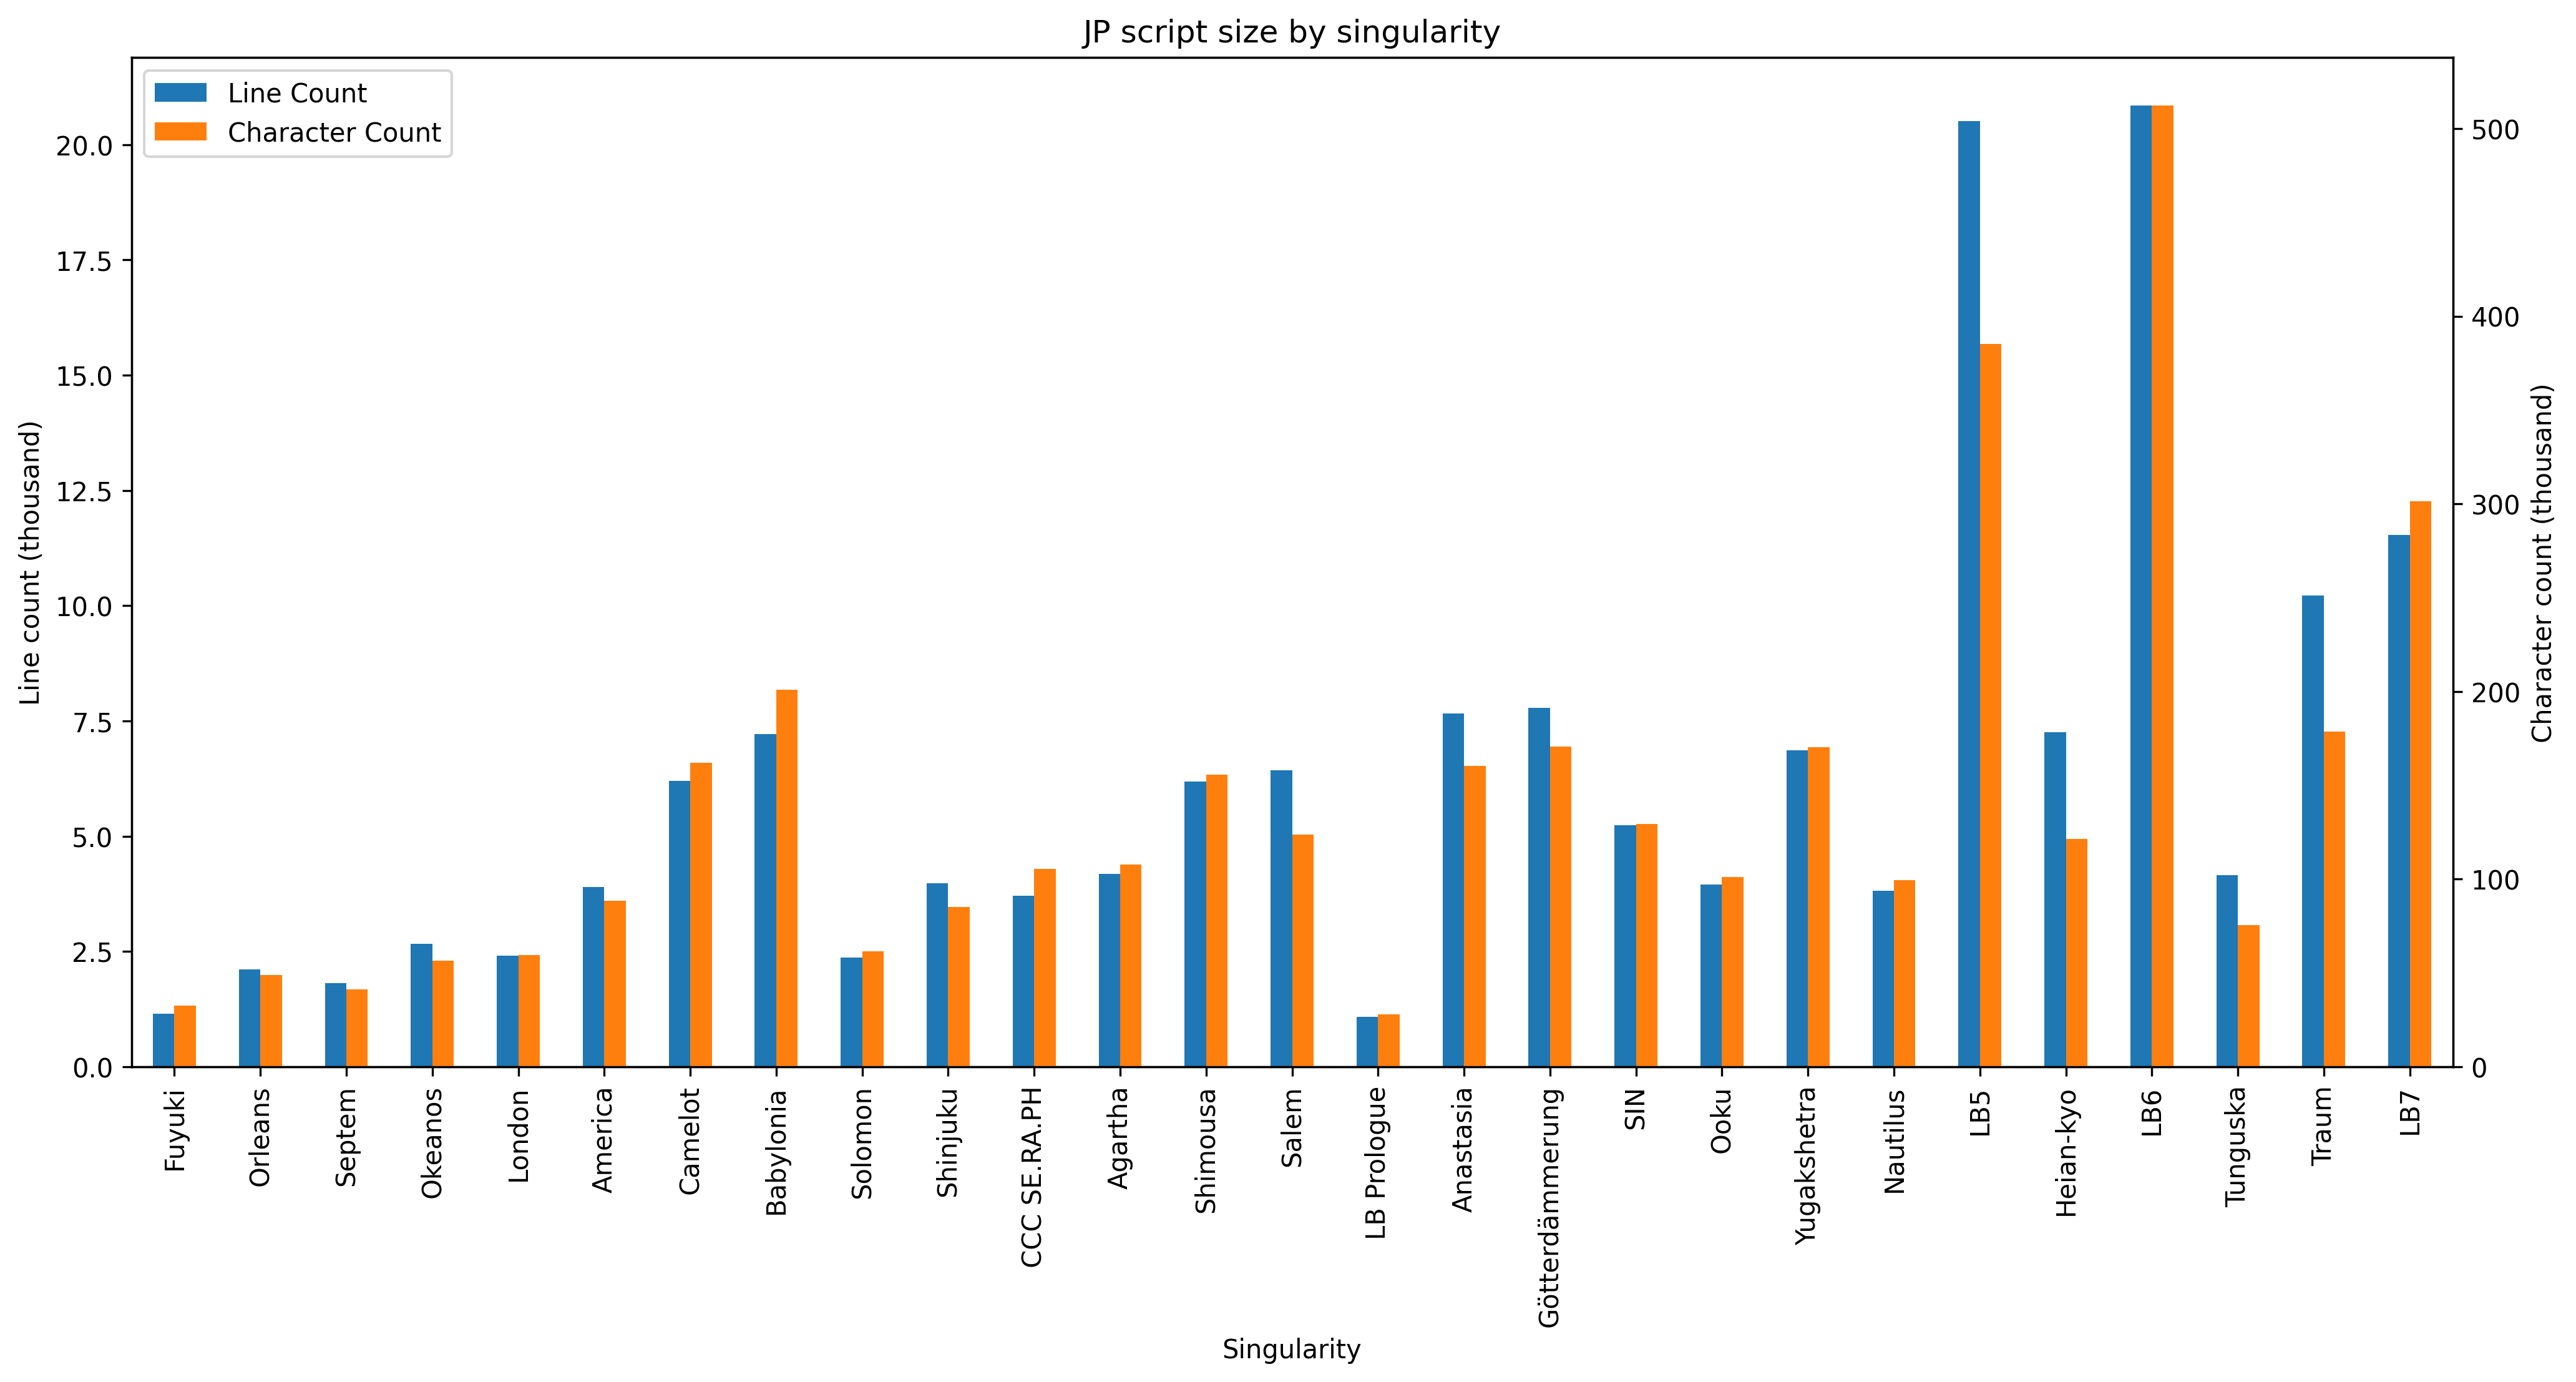 JP script size by singularity
Line Count
Character Count
Line count (thousand)
20.0
17.5
15.0
12.5
10.0
7.5
5.0
2.5
0.0
Character count (thousand)
500
400
300
200
100
0
Fuyuki
Orleans
Septem
Okeanos
London
America
Camelot
Babylonia
Solomon
Shinjuku
CCC SE.RA.PH
Agartha
Shimousa
Salem
LB Prologue
Anastasia
Götterdämmerung
SIN
Ooku
Yugakshetra
Nautilus
LB5
Heian-kyo
LB6
Tunguska
Traum
LB7
Singularity